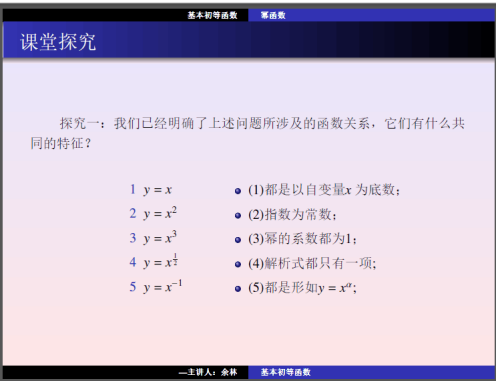 基本初等函数 幂函数
课堂探究
探究一：我们已经明确了上述问题所涉及的函数关系，它们有什么共
同的特征？
1 y = x (1)都是以自变量x 为底数；
2 y = x² (2)指数为常数；
3 y = x³ (3)幂的系数都为1；
4 y = x^{1/2} (4)解析式都只有一项；
5 y = x⁻¹ (5)都是形如y = x^α；
—主讲人：余林 基本初等函数